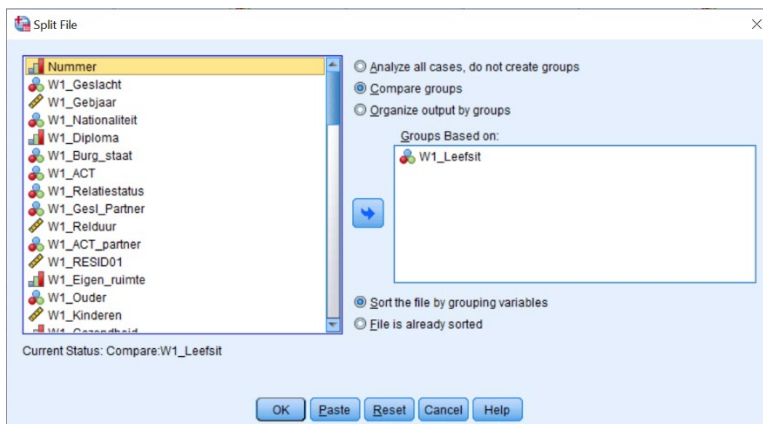 Split File
Nummer
W1_Geslacht
W1_Gebjaar
W1_Nationaliteit
W1_Diploma
W1_Burg_staat
W1_ACT
W1_Relatiestatus
W1_Gesl_Partner
W1_Relduur
W1_ACT_partner
W1_RESID01
W1_Eigen_ruimte
W1_Ouder
W1_Kinderen
Analyze all cases, do not create groups
Compare groups
Organize output by groups
Groups Based on:
W1_Leefsit
Sort the file by grouping variables
File is already sorted
Current Status: Compare:W1_Leefsit
OK Paste Reset Cancel Help